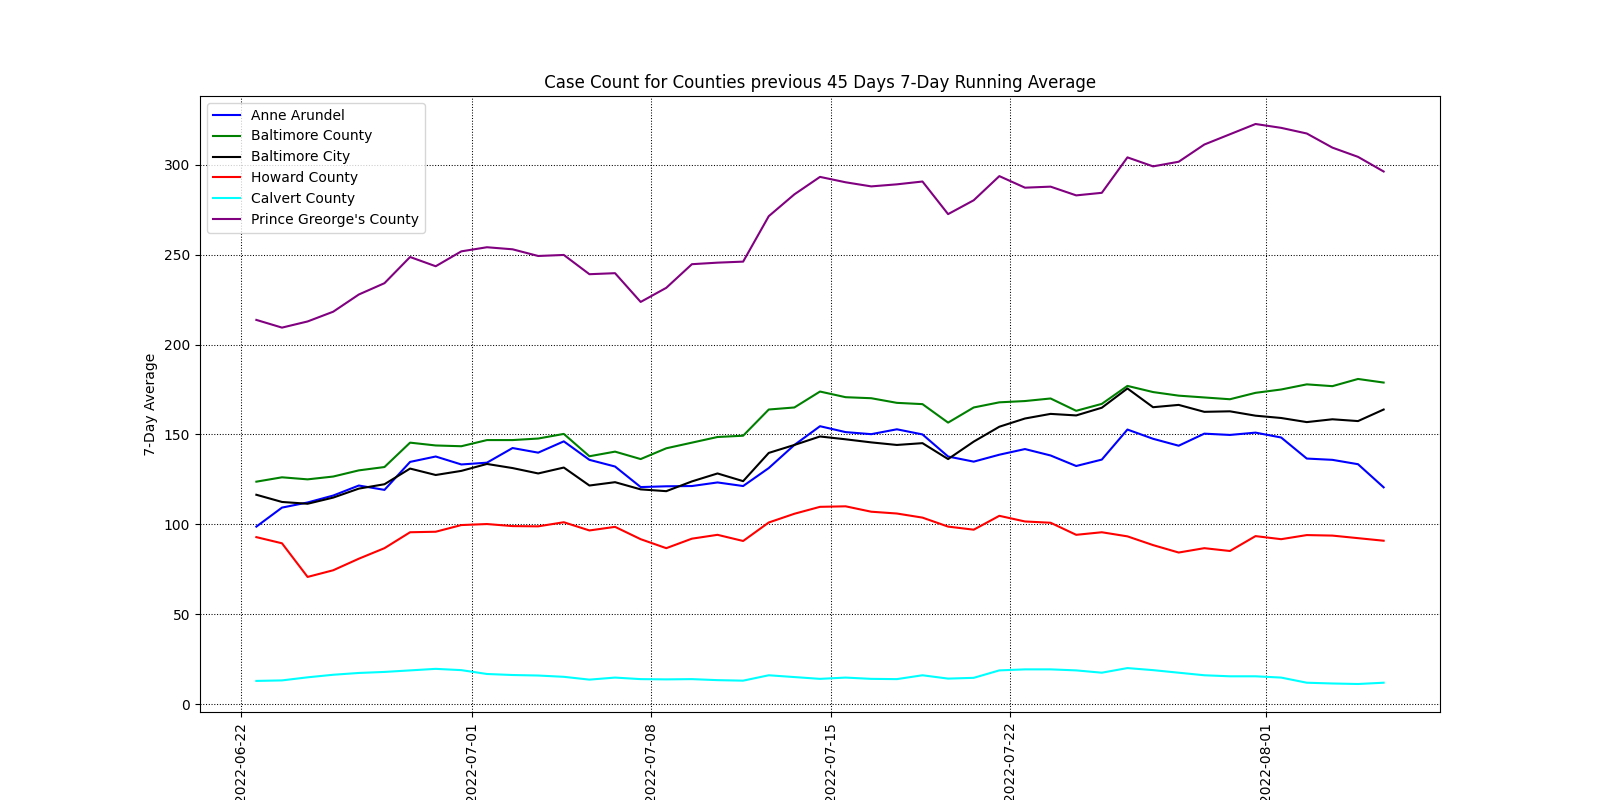 Case Count for Counties previous 45 Days 7-Day Running Average
Anne Arundel
Baltimore County
Baltimore City
Howard County
Calvert County
Prince Greorge's County
7-Day Average
300
250
200
150
100
50
0
2022-06-22
2022-07-01
2022-07-08
2022-07-15
2022-07-22
2022-08-01